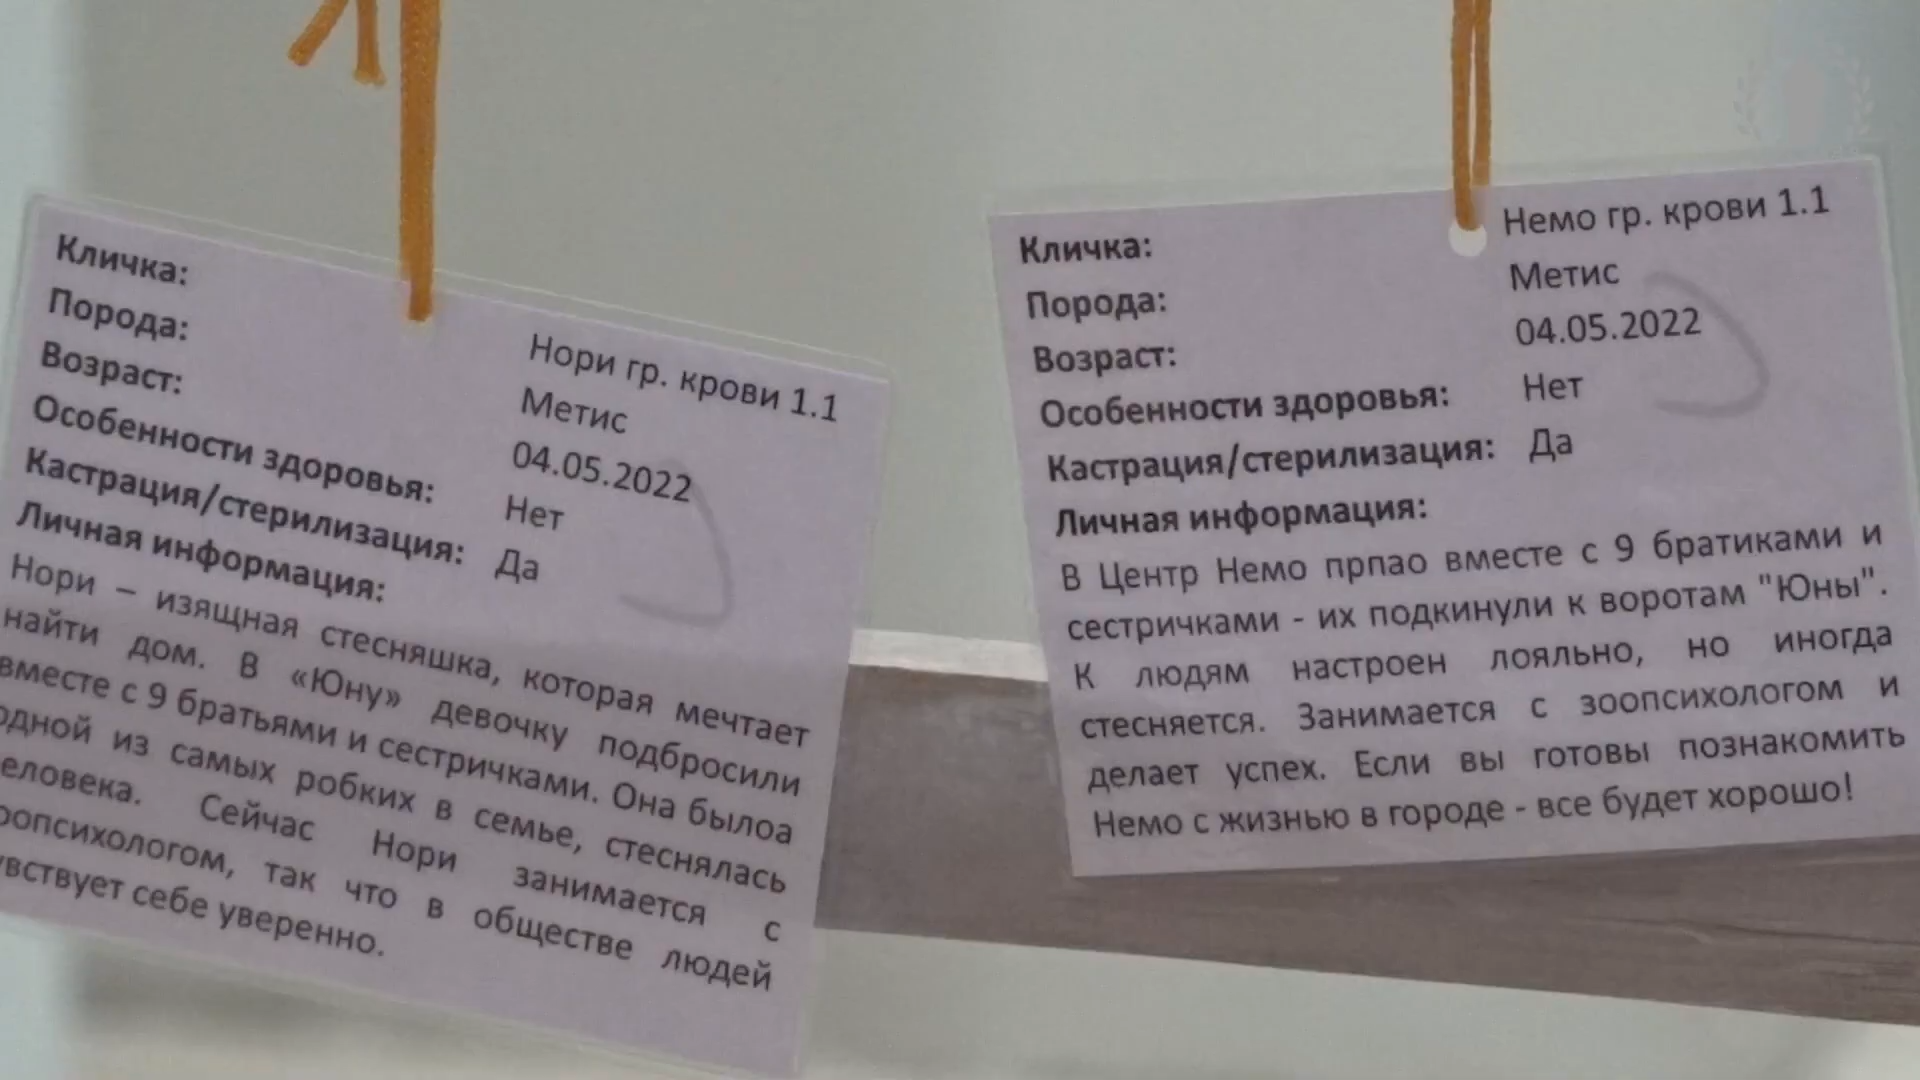 Кличка:
Порода:
Возраст:
Особенности здоровья:
Кастрация/стерилизация:
Личная информация:
Нори гр. крови 1.1
Метис
04.05.2022
Нет
Да
Нори – изящная стесняшка, которая мечтает
найти дом. В «Юну» девочку подбросили
вместе с 9 братьями и сестричками. Она былоа
одной из самых робких в семье, стеснялась
еловека. Сейчас Нори занимается с
оопсихологом, так что в обществе людей
увствует себе уверенно.
Кличка: Немо гр. крови 1.1
Порода: Метис
Возраст: 04.05.2022
Особенности здоровья: Нет
Кастрация/стерилизация: Да
Личная информация:
В Центр Немо прпао вместе с 9 братиками и
сестричками - их подкинули к воротам "Юны".
К людям настроен лояльно, но иногда
стесняется. Занимается с зоопсихологом и
делает успех. Если вы готовы познакомить
Немо с жизнью в городе - все будет хорошо!